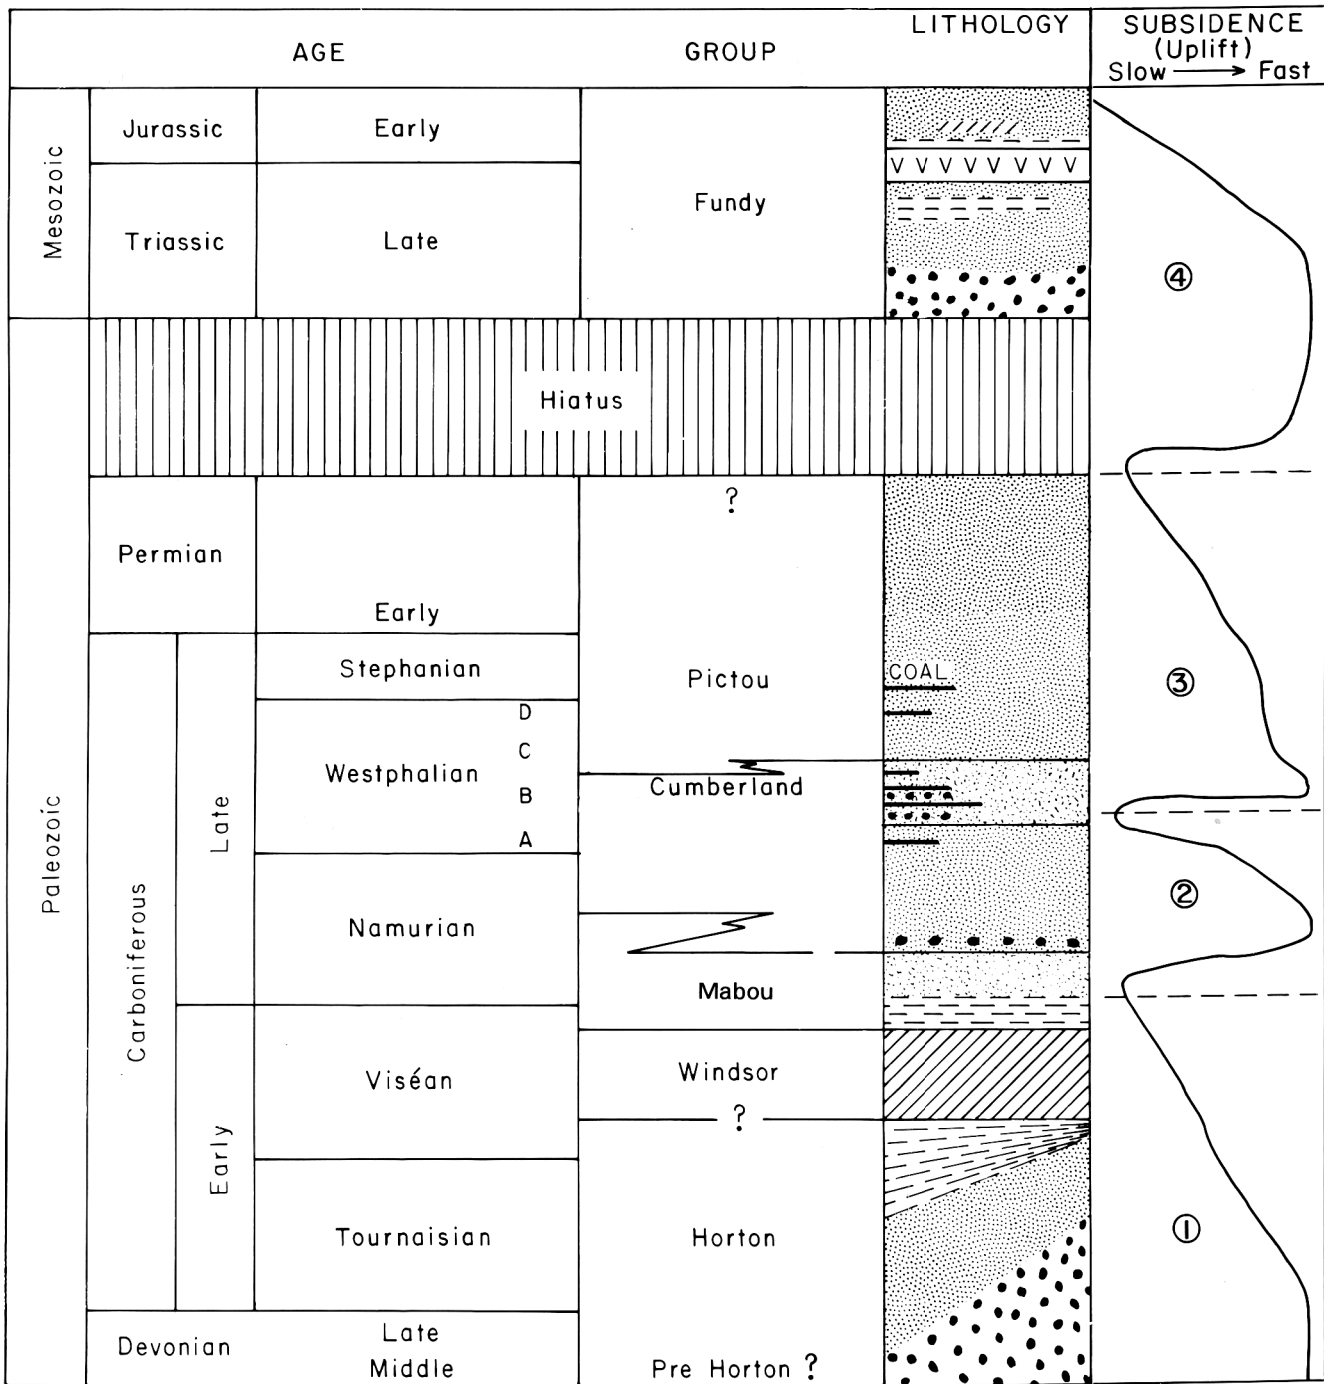 AGE
GROUP
LITHOLOGY
SUBSIDENCE
(Uplift)
Slow Fast
Mesozoic
Jurassic
Early
Triassic
Late
Fundy
V V V V V V V V
④
Hiatus
Paleozoic
Permian
Early
?
Carboniferous
Late
Stephanian
Pictou
COAL
③
Westphalian
D
C
B
A
Cumberland
Namurian
②
Mabou
Early
Viséan
Windsor
?
Tournaisian
Horton
①
Devonian
Late
Middle
Pre Horton ?